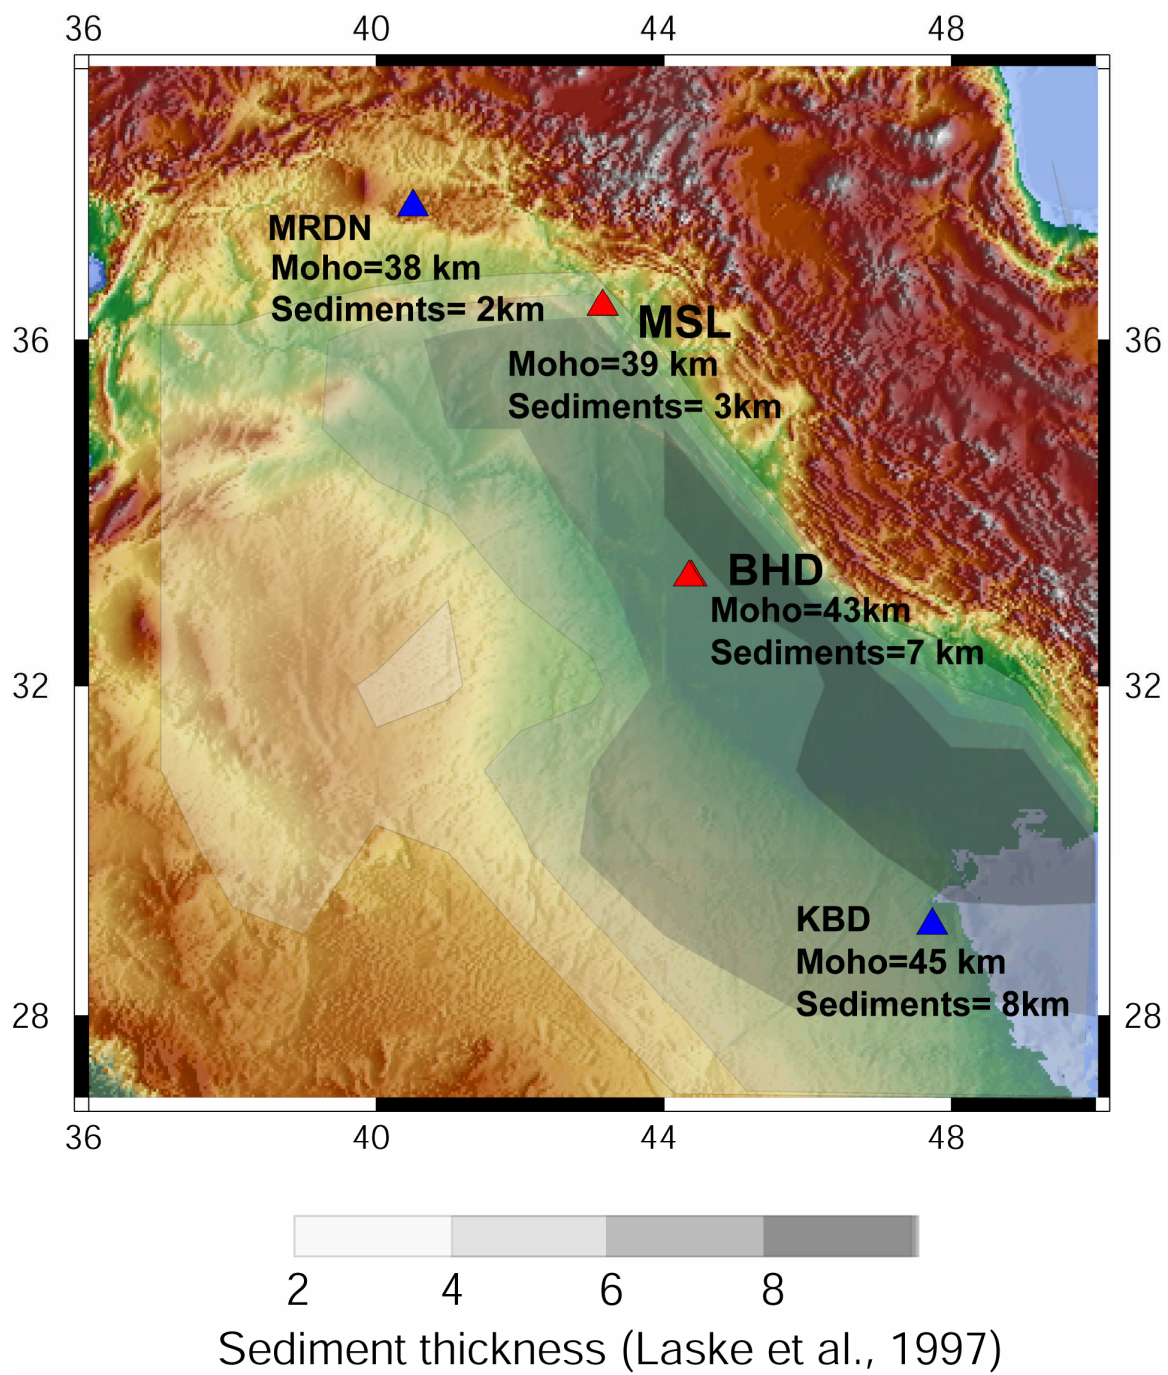 36 40 44 48
MRDN
Moho=38 km
Sediments= 2km
MSL
36 36
Moho=39 km
Sediments= 3km
BHD
Moho=43km
Sediments=7 km
32 32
KBD
Moho=45 km
Sediments= 8km
28 28
36 40 44 48
2 4 6 8
Sediment thickness (Laske et al., 1997)